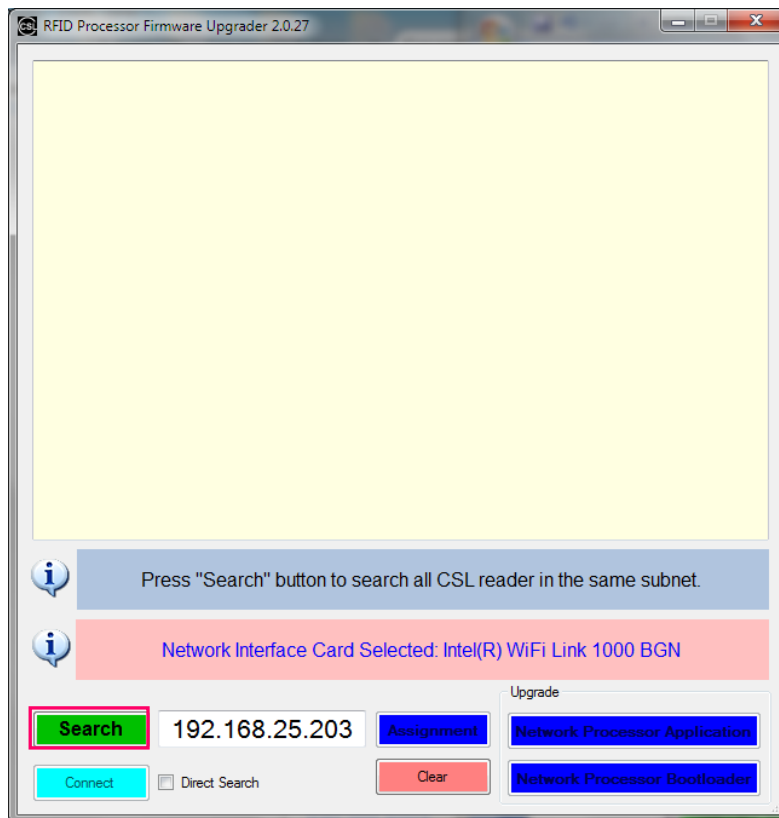 CSL RFID Processor Firmware Upgrader 2.0.27
Press "Search" button to search all CSL reader in the same subnet.
Network Interface Card Selected: Intel(R) WiFi Link 1000 BGN
Upgrade
Search 192.168.25.203 Assignment Network Processor Application
Connect Direct Search Clear Network Processor Bootloader